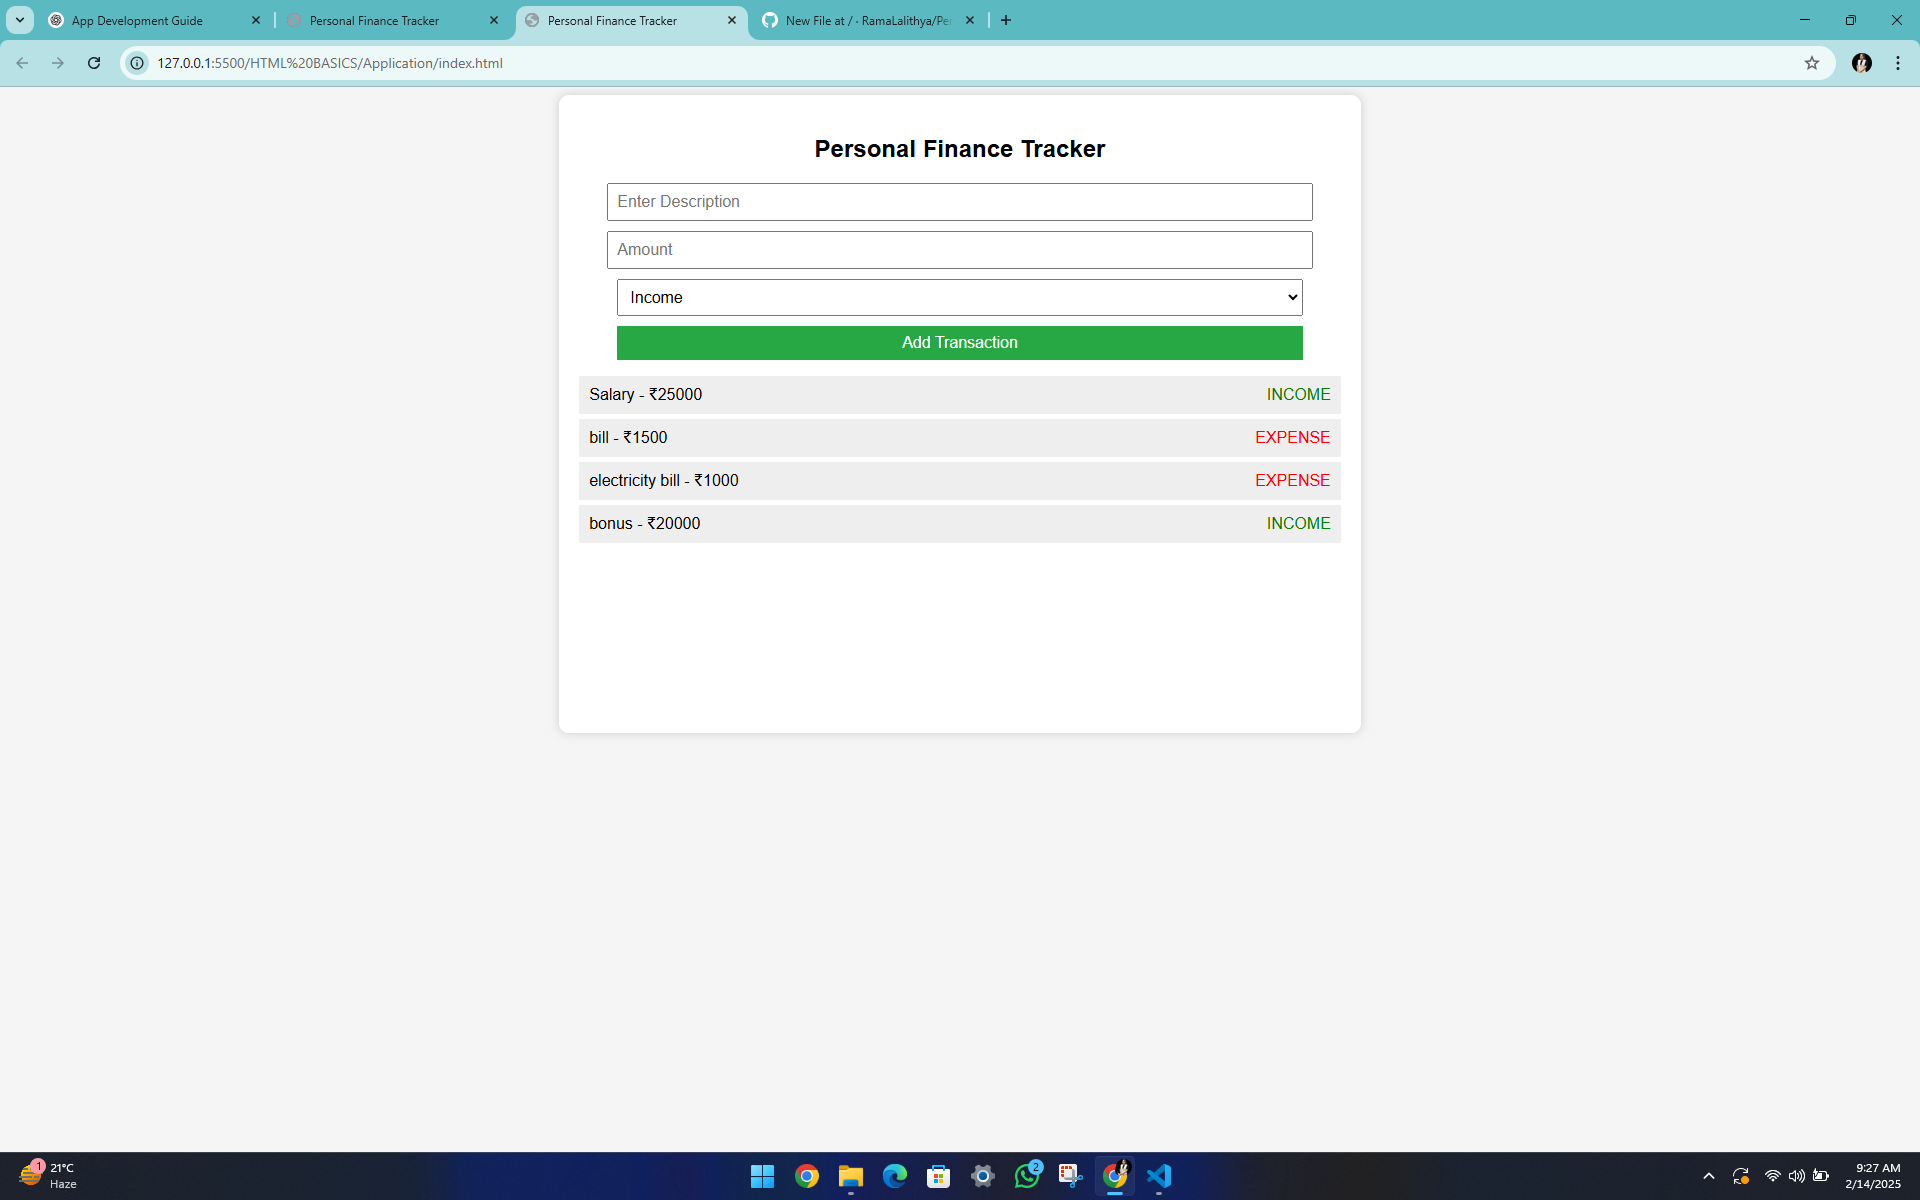 App Development Guide
Personal Finance Tracker
Personal Finance Tracker
New File at / · RamaLalithya/Pe
127.0.0.1:5500/HTML%20BASICS/Application/index.html
Personal Finance Tracker
Enter Description
Amount
Income
Add Transaction
Salary - ₹25000 INCOME
bill - ₹1500 EXPENSE
electricity bill - ₹1000 EXPENSE
bonus - ₹20000 INCOME
1
21°C
Haze
2
9:27 AM
2/14/2025